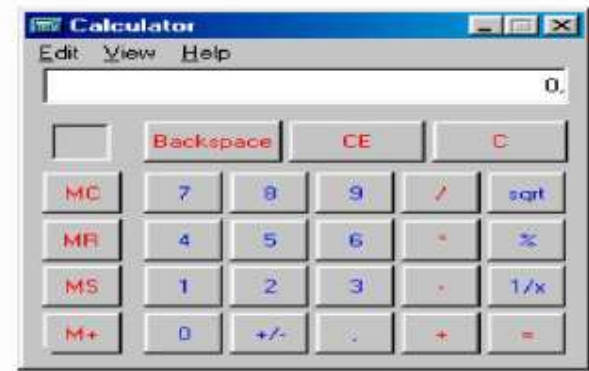 Calculator
Edit View Help
0.
Backspace CE C
MC 7 8 9 / sqrt
MR 4 5 6 * %
MS 1 2 3 - 1/x
M+ 0 +/- . + =